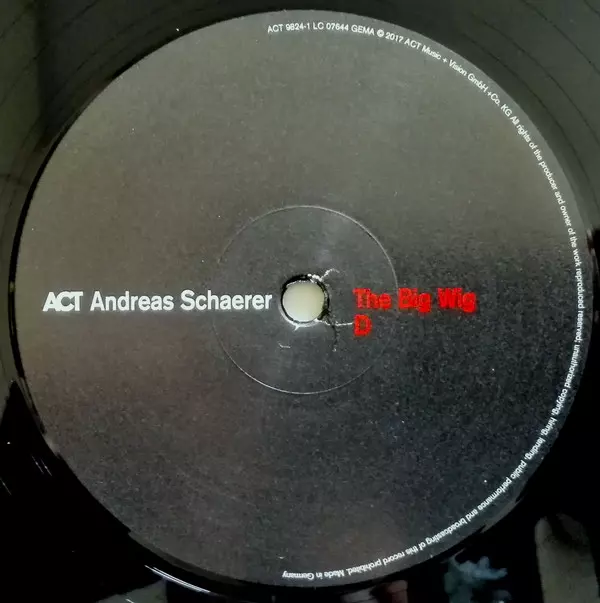 ACT 9824-1 LC 07644 GEMA © 2017 ACT Music + Vision GmbH +Co. KG All rights of the producer and owner of the work reproduced reserved; unauthorized copying, hiring, lending, public performance and broadcasting of this record prohibited. Made in Germany
ACT Andreas Schaerer The Big Wig
D